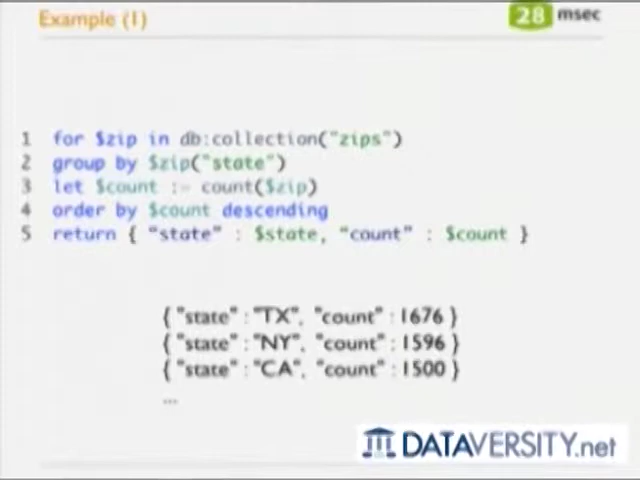 Example (1)
28 msec
1 for $zip in db:collection("zips")
2 group by $zip("state")
3 let $count := count($zip)
4 order by $count descending
5 return { "state" : $state, "count" : $count }
{ "state" : "TX", "count" : 1676 }
{ "state" : "NY", "count" : 1596 }
{ "state" : "CA", "count" : 1500 }
...
DATAVERSITY.net